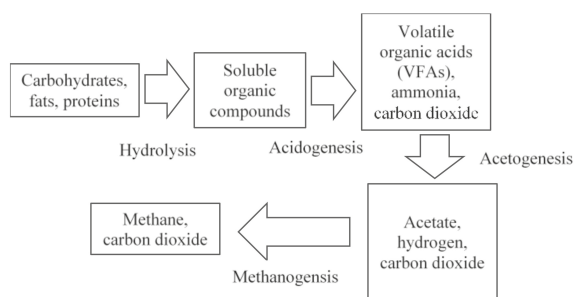 Carbohydrates,
fats, proteins
Hydrolysis
Soluble
organic
compounds
Acidogenesis
Volatile
organic acids
(VFAs),
ammonia,
carbon dioxide
Acetogenesis
Acetate,
hydrogen,
carbon dioxide
Methanogensis
Methane,
carbon dioxide